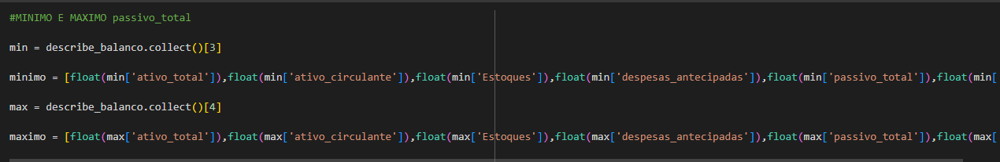 #MINIMO E MAXIMO passivo_total
min = describe_balanco.collect()[3]
minimo = [float(min['ativo_total']),float(min['ativo_circulante']),float(min['Estoques']),float(min['despesas_antecipadas']),float(min['passivo_total']),float(min[
max = describe_balanco.collect()[4]
maximo = [float(max['ativo_total']),float(max['ativo_circulante']),float(max['Estoques']),float(max['despesas_antecipadas']),float(max['passivo_total']),float(max[